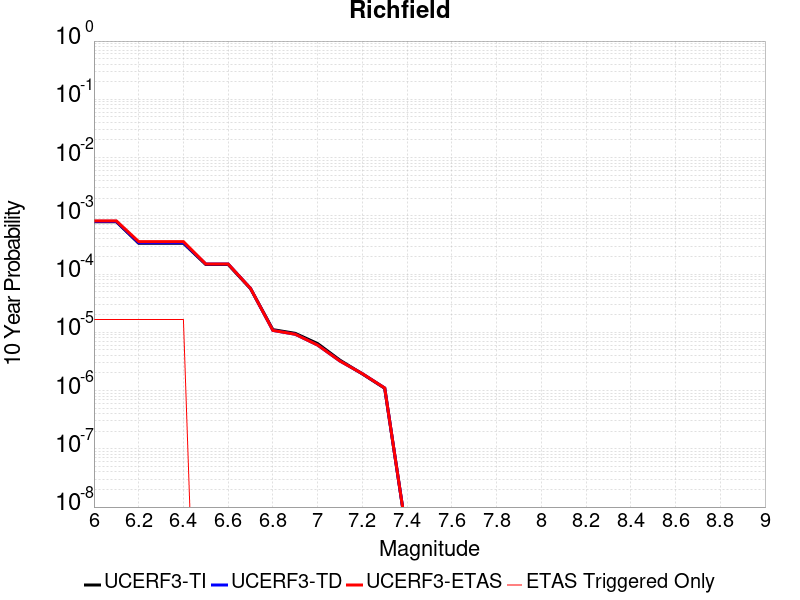 Richfield
10 0
10 -1
10 -2
10 -3
10 -4
10 -5
10 -6
10 -7
10 -8
10 Year Probability
6 6.2 6.4 6.6 6.8 7 7.2 7.4 7.6 7.8 8 8.2 8.4 8.6 8.8 9
Magnitude
UCERF3-TI UCERF3-TD UCERF3-ETAS ETAS Triggered Only